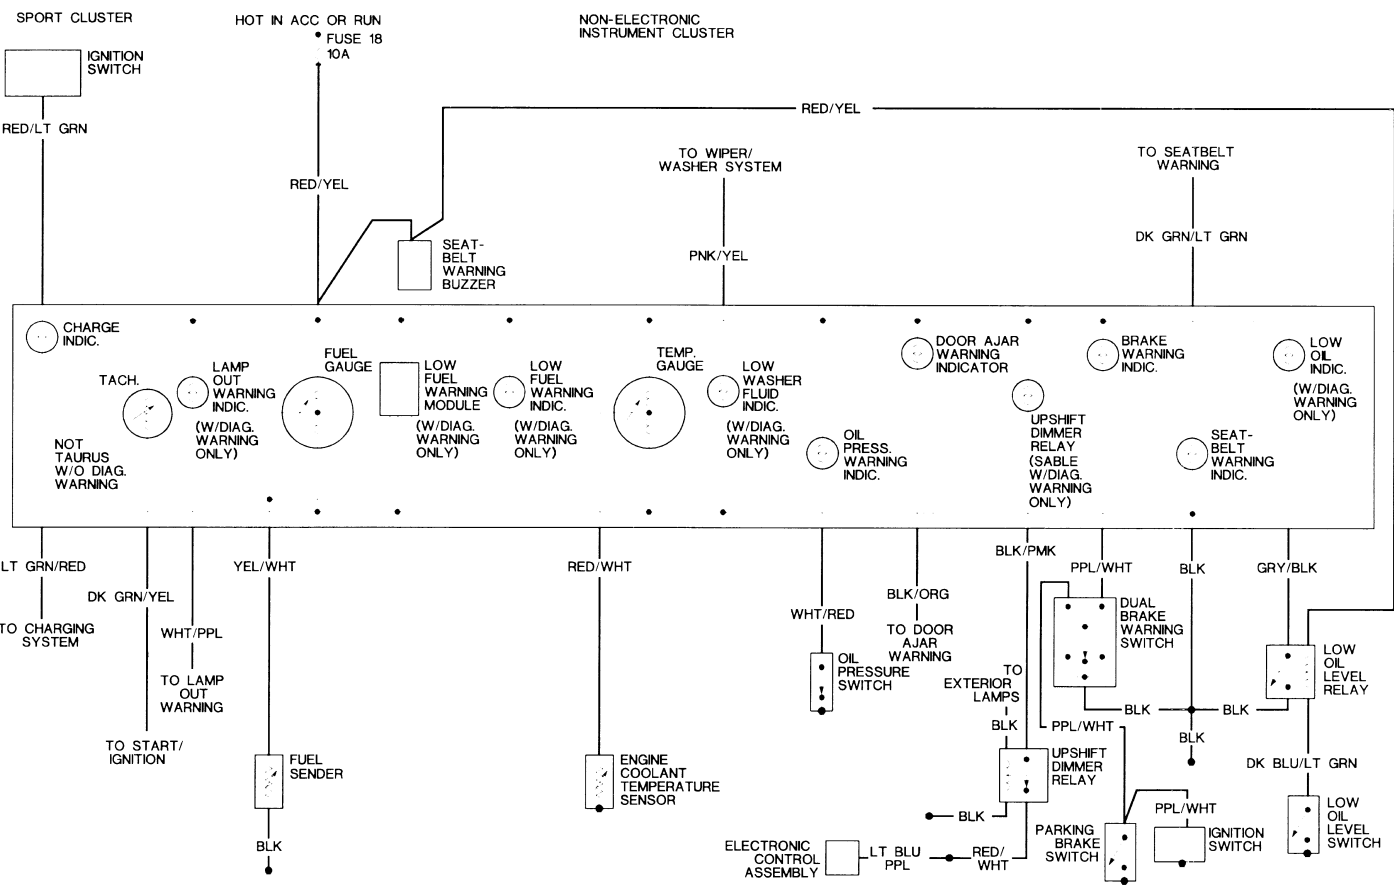 SPORT CLUSTER
HOT IN ACC OR RUN
FUSE 18
10A
NON-ELECTRONIC
INSTRUMENT CLUSTER
IGNITION
SWITCH
RED/LT GRN
RED/YEL
RED/YEL
TO WIPER/
WASHER SYSTEM
TO SEATBELT
WARNING
SEAT-
BELT
WARNING
BUZZER
PNK/YEL
DK GRN/LT GRN
CHARGE
INDIC.
TACH.
NOT
TAURUS
W/O DIAG.
WARNING
LAMP
OUT
WARNING
INDIC.
(W/DIAG.
WARNING
ONLY)
FUEL
GAUGE
LOW
FUEL
WARNING
MODULE
(W/DIAG.
WARNING
ONLY)
LOW
FUEL
WARNING
INDIC.
(W/DIAG.
WARNING
ONLY)
TEMP.
GAUGE
LOW
WASHER
FLUID
INDIC.
(W/DIAG.
WARNING
ONLY)
OIL
PRESS.
WARNING
INDIC.
DOOR AJAR
WARNING
INDICATOR
UPSHIFT
DIMMER
RELAY
(SABLE
W/DIAG.
WARNING
ONLY)
BRAKE
WARNING
INDIC.
SEAT-
BELT
WARNING
INDIC.
LOW
OIL
INDIC.
(W/DIAG.
WARNING
ONLY)
LT GRN/RED
TO CHARGING
SYSTEM
DK GRN/YEL
TO START/
IGNITION
WHT/PPL
TO LAMP
OUT
WARNING
YEL/WHT
FUEL
SENDER
BLK
RED/WHT
ENGINE
COOLANT
TEMPERATURE
SENSOR
WHT/RED
OIL
PRESSURE
SWITCH
BLK/ORG
TO DOOR
AJAR
WARNING
BLK/PMK
TO
EXTERIOR
LAMPS
BLK
UPSHIFT
DIMMER
RELAY
BLK
ELECTRONIC
CONTROL
ASSEMBLY
LT BLU
PPL
RED/
WHT
PPL/WHT
DUAL
BRAKE
WARNING
SWITCH
BLK
BLK
BLK
BLK
PPL/WHT
PARKING
BRAKE
SWITCH
PPL/WHT
IGNITION
SWITCH
GRY/BLK
LOW
OIL
LEVEL
RELAY
DK BLU/LT GRN
LOW
OIL
LEVEL
SWITCH